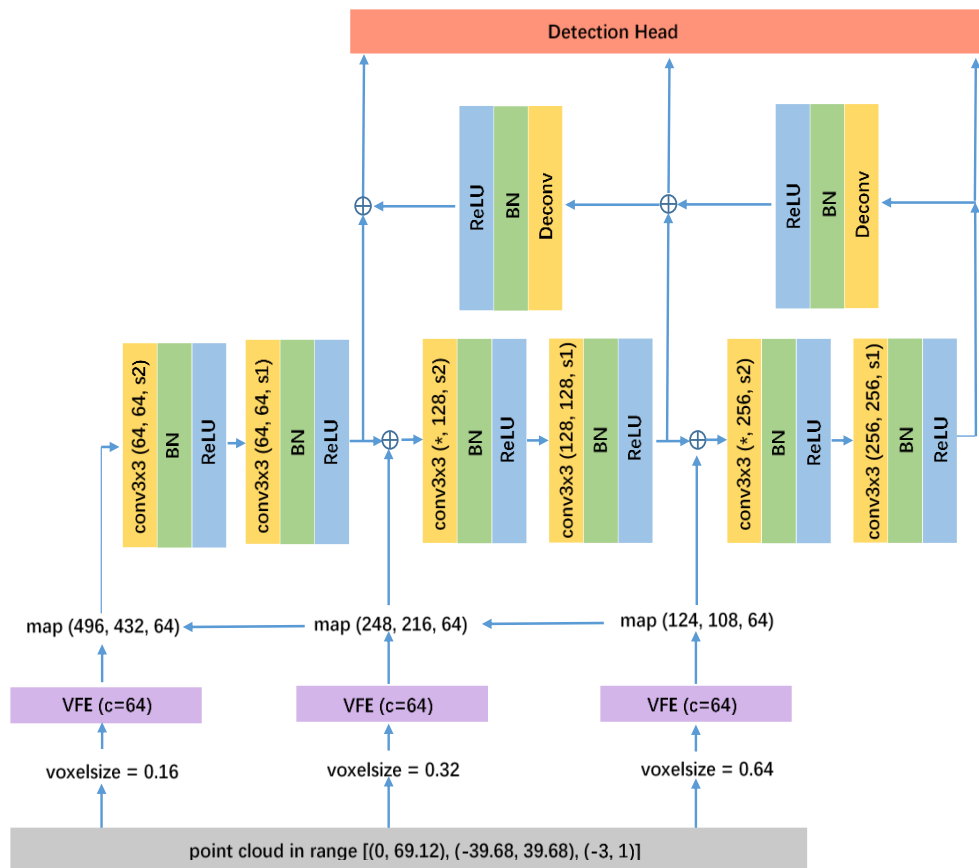 Detection Head
ReLU
BN
Deconv
ReLU
BN
Deconv
conv3x3 (64, 64, s2)
BN
ReLU
conv3x3 (64, 64, s1)
BN
ReLU
conv3x3 (*, 128, s2)
BN
ReLU
conv3x3 (128, 128, s1)
BN
ReLU
conv3x3 (*, 256, s2)
BN
ReLU
conv3x3 (256, 256, s1)
BN
ReLU
map (496, 432, 64)
map (248, 216, 64)
map (124, 108, 64)
VFE (c=64)
VFE (c=64)
VFE (c=64)
voxelsize = 0.16
voxelsize = 0.32
voxelsize = 0.64
point cloud in range [(0, 69.12), (-39.68, 39.68), (-3, 1)]